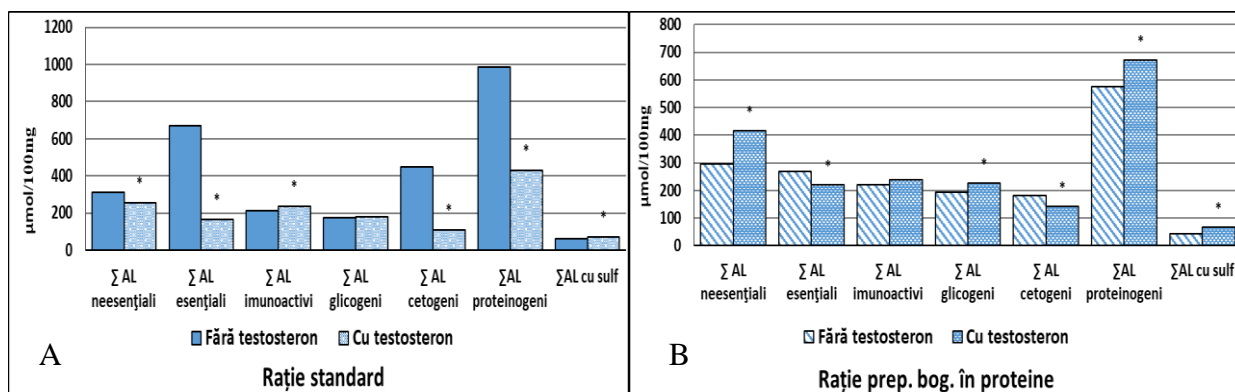 1200
1000
800
600
400
200
0
µmol/100mg
* * * * * *
∑ AL neesenţiali
∑ AL esenţiali
∑ AL imunoactivi
∑ AL glicogeni
∑ AL cetogeni
∑AL proteinogeni
∑AL cu sulf
Fără testosteron Cu testosteron
A
Raţie standard
800
700
600
500
400
300
200
100
0
µmol/100mg
* * * * * *
∑ AL neesenţiali
∑ AL esenţiali
∑ AL imunoactivi
∑ AL glicogeni
∑ AL cetogeni
∑AL proteinogeni
∑AL cu sulf
Fără testosteron Cu testosteron
B
Raţie prep. bog. în proteine